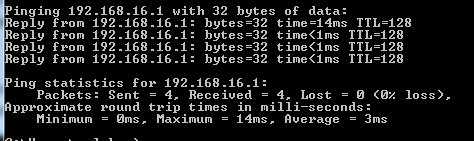 Pinging 192.168.16.1 with 32 bytes of data:
Reply from 192.168.16.1: bytes=32 time=14ms TTL=128
Reply from 192.168.16.1: bytes=32 time<1ms TTL=128
Reply from 192.168.16.1: bytes=32 time<1ms TTL=128
Reply from 192.168.16.1: bytes=32 time<1ms TTL=128
Ping statistics for 192.168.16.1:
Packets: Sent = 4, Received = 4, Lost = 0 (0% loss),
Approximate round trip times in milli-seconds:
Minimum = 0ms, Maximum = 14ms, Average = 3ms